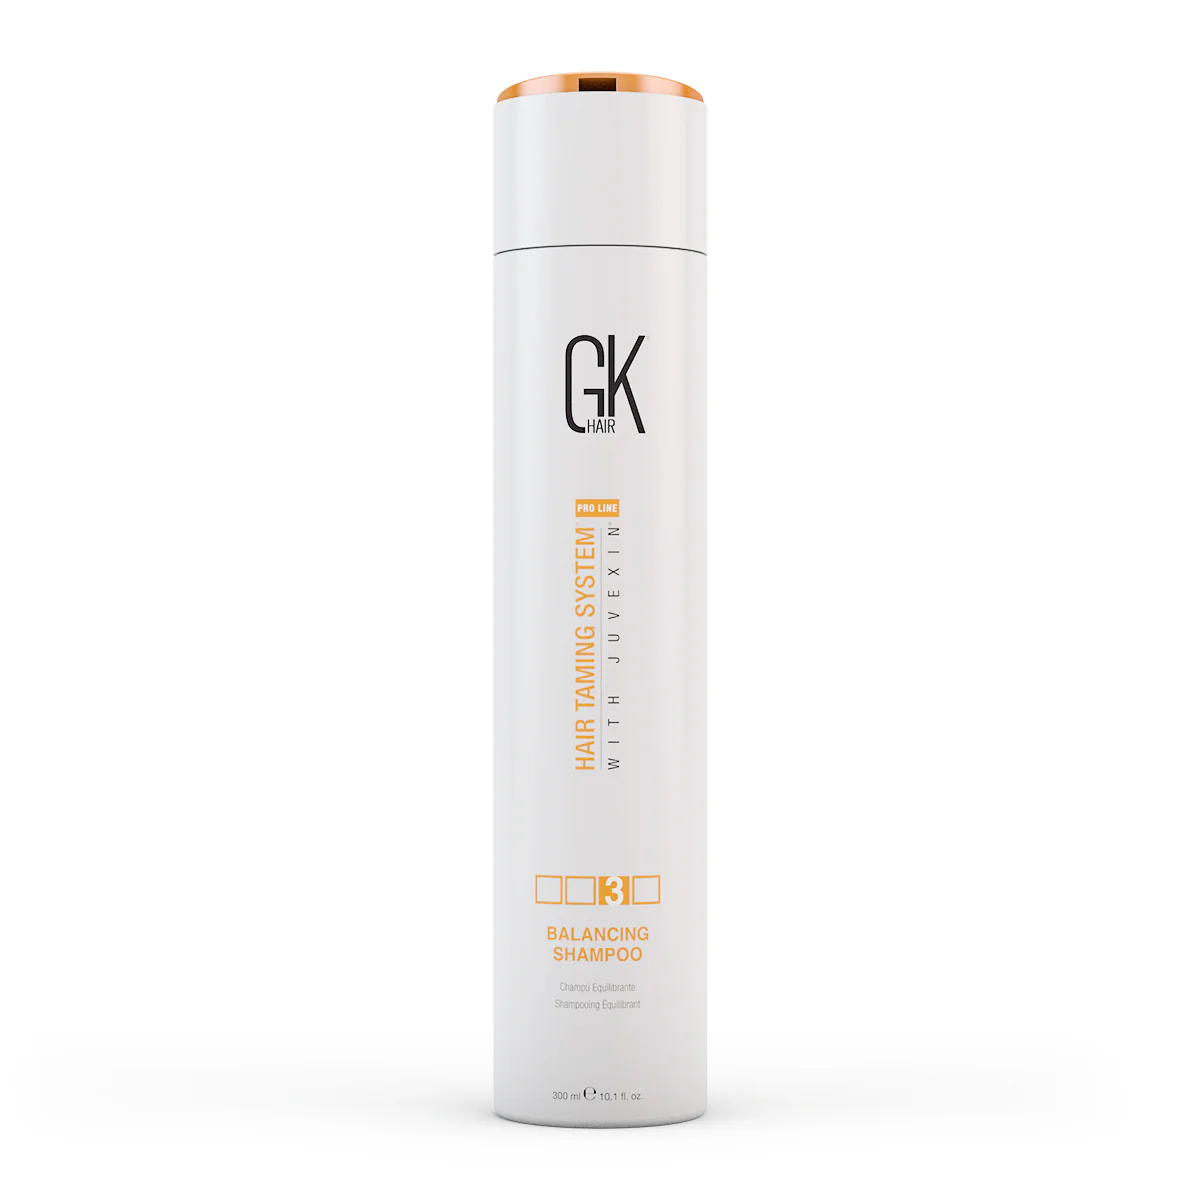 GK
HAIR
PRO LINE
HAIR TAMING SYSTEM™
WITH JUVEXIN®
3
BALANCING
SHAMPOO
Champú Equilibrante
Shampooing Équilibrant
300 ml ℮ 10.1 fl. oz.